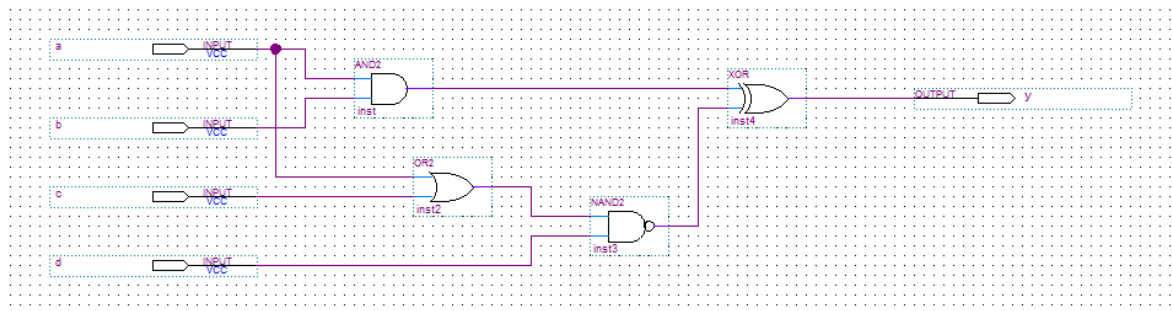 a INPUT
VCC
AND2
inst
b INPUT
VCC
XOR
inst4
OUTPUT y
OR2
inst2
c INPUT
VCC
NAND2
inst3
d INPUT
VCC